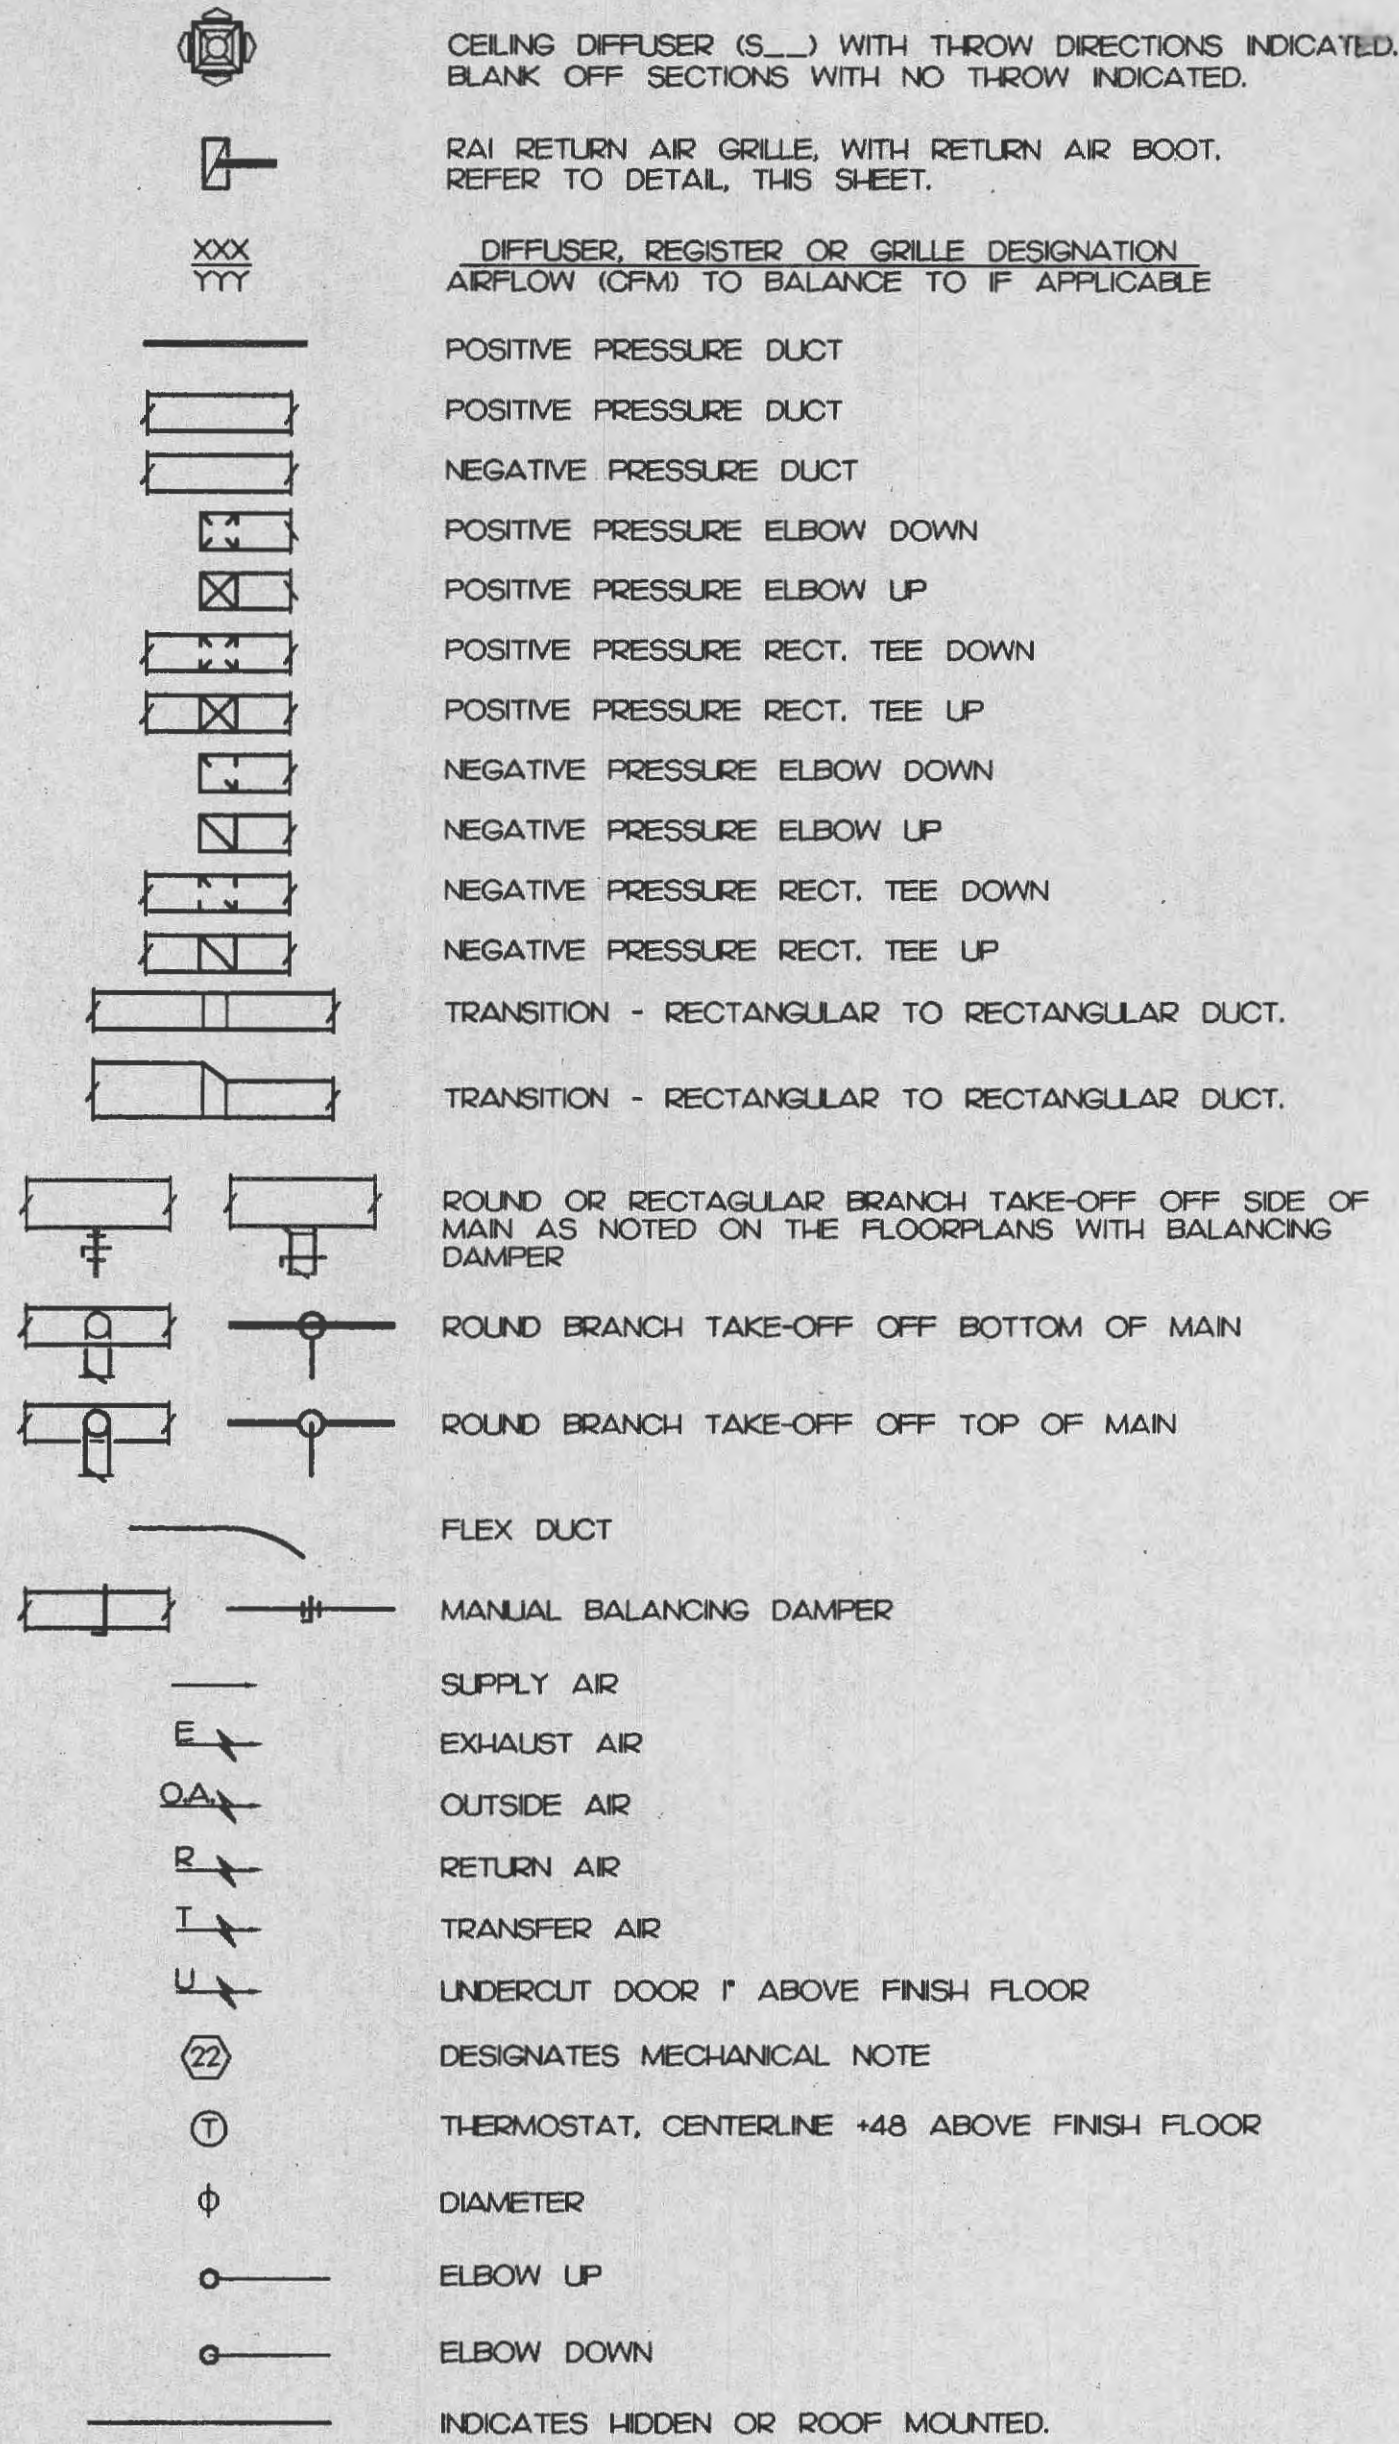 CEILING DIFFUSER (S__) WITH THROW DIRECTIONS INDICATED.
BLANK OFF SECTIONS WITH NO THROW INDICATED.
RA1 RETURN AIR GRILLE, WITH RETURN AIR BOOT.
REFER TO DETAIL, THIS SHEET.
XXX DIFFUSER, REGISTER OR GRILLE DESIGNATION
YYY AIRFLOW (CFM) TO BALANCE TO IF APPLICABLE
POSITIVE PRESSURE DUCT
POSITIVE PRESSURE DUCT
NEGATIVE PRESSURE DUCT
POSITIVE PRESSURE ELBOW DOWN
POSITIVE PRESSURE ELBOW UP
POSITIVE PRESSURE RECT. TEE DOWN
POSITIVE PRESSURE RECT. TEE UP
NEGATIVE PRESSURE ELBOW DOWN
NEGATIVE PRESSURE ELBOW UP
NEGATIVE PRESSURE RECT. TEE DOWN
NEGATIVE PRESSURE RECT. TEE UP
TRANSITION - RECTANGULAR TO RECTANGULAR DUCT.
TRANSITION - RECTANGULAR TO RECTANGULAR DUCT.
ROUND OR RECTAGULAR BRANCH TAKE-OFF OFF SIDE OF
MAIN AS NOTED ON THE FLOORPLANS WITH BALANCING
DAMPER
ROUND BRANCH TAKE-OFF OFF BOTTOM OF MAIN
ROUND BRANCH TAKE-OFF OFF TOP OF MAIN
FLEX DUCT
MANUAL BALANCING DAMPER
SUPPLY AIR
E EXHAUST AIR
O.A. OUTSIDE AIR
R RETURN AIR
T TRANSFER AIR
U UNDERCUT DOOR 1" ABOVE FINISH FLOOR
22 DESIGNATES MECHANICAL NOTE
T THERMOSTAT, CENTERLINE +48 ABOVE FINISH FLOOR
φ DIAMETER
ELBOW UP
ELBOW DOWN
INDICATES HIDDEN OR ROOF MOUNTED.